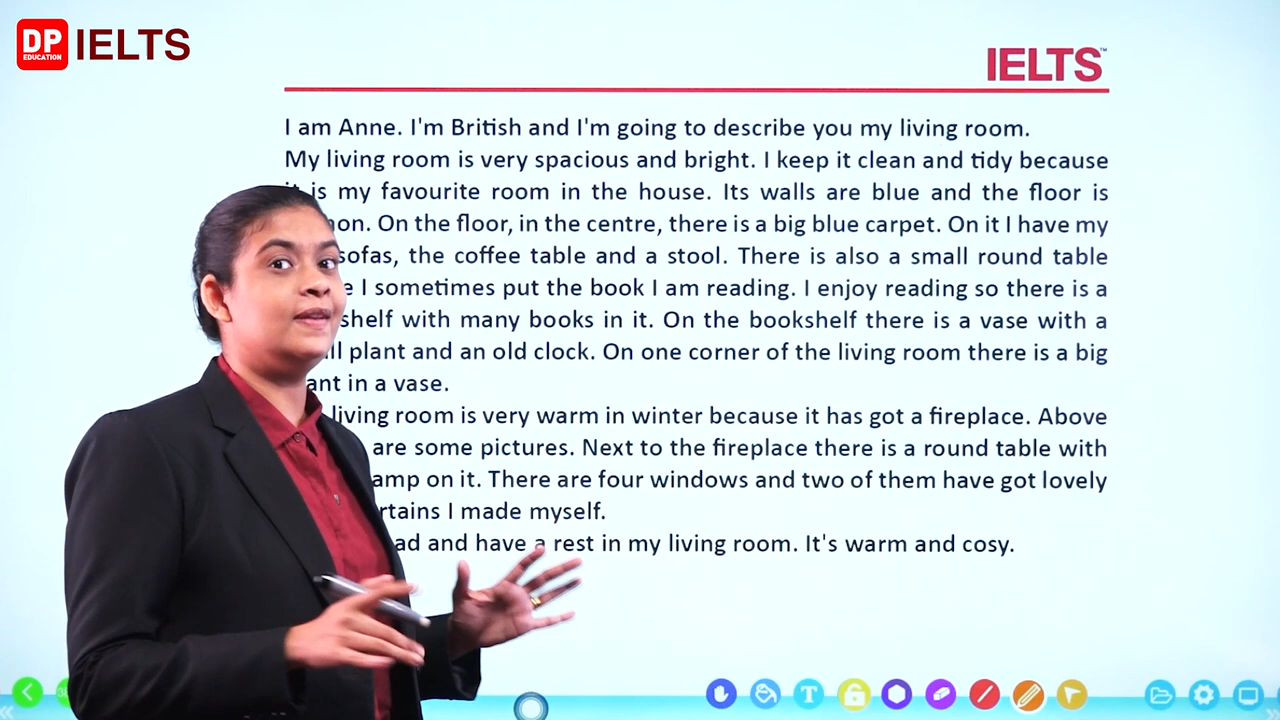 DP
EDUCATION
IELTS
IELTS™
I am Anne. I'm British and I'm going to describe you my living room.
My living room is very spacious and bright. I keep it clean and tidy because
is my favourite room in the house. Its walls are blue and the floor is
On the floor, in the centre, there is a big blue carpet. On it I have my
sofas, the coffee table and a stool. There is also a small round table
I sometimes put the book I am reading. I enjoy reading so there is a
shelf with many books in it. On the bookshelf there is a vase with a
plant and an old clock. On one corner of the living room there is a big
in a vase.
living room is very warm in winter because it has got a fireplace. Above
are some pictures. Next to the fireplace there is a round table with
on it. There are four windows and two of them have got lovely
I made myself.
and have a rest in my living room. It's warm and cosy.
T